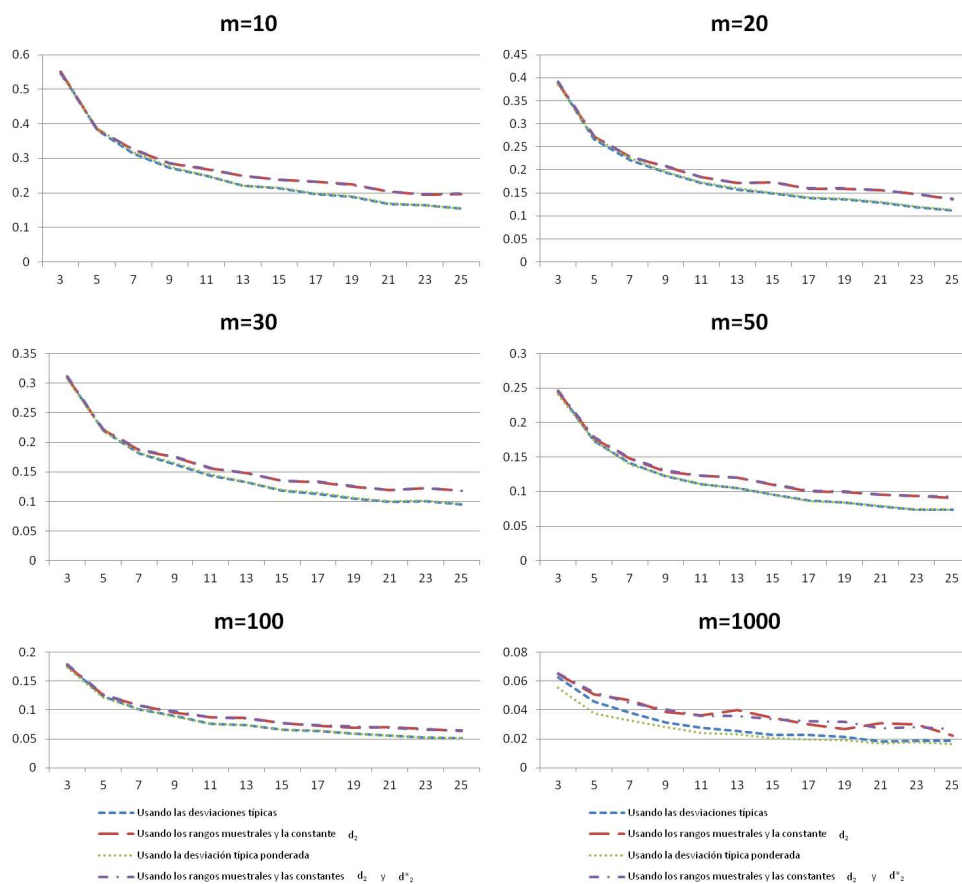 m=10
0.6
0.5
0.4
0.3
0.2
0.1
0
3 5 7 9 11 13 15 17 19 21 23 25
m=20
0.45
0.4
0.35
0.3
0.25
0.2
0.15
0.1
0.05
0
3 5 7 9 11 13 15 17 19 21 23 25
m=30
0.35
0.3
0.25
0.2
0.15
0.1
0.05
0
3 5 7 9 11 13 15 17 19 21 23 25
m=50
0.3
0.25
0.2
0.15
0.1
0.05
0
3 5 7 9 11 13 15 17 19 21 23 25
m=100
0.2
0.15
0.1
0.05
0
3 5 7 9 11 13 15 17 19 21 23 25
m=1000
0.08
0.06
0.04
0.02
0
3 5 7 9 11 13 15 17 19 21 23 25
Usando las desviaciones típicas
Usando los rangos muestrales y la constante d₂
Usando la desviación típica ponderada
Usando los rangos muestrales y las constantes d₂ y d*₂
Usando las desviaciones típicas
Usando los rangos muestrales y la constante d₂
Usando la desviación típica ponderada
Usando los rangos muestrales y las constantes d₂ y d*₂